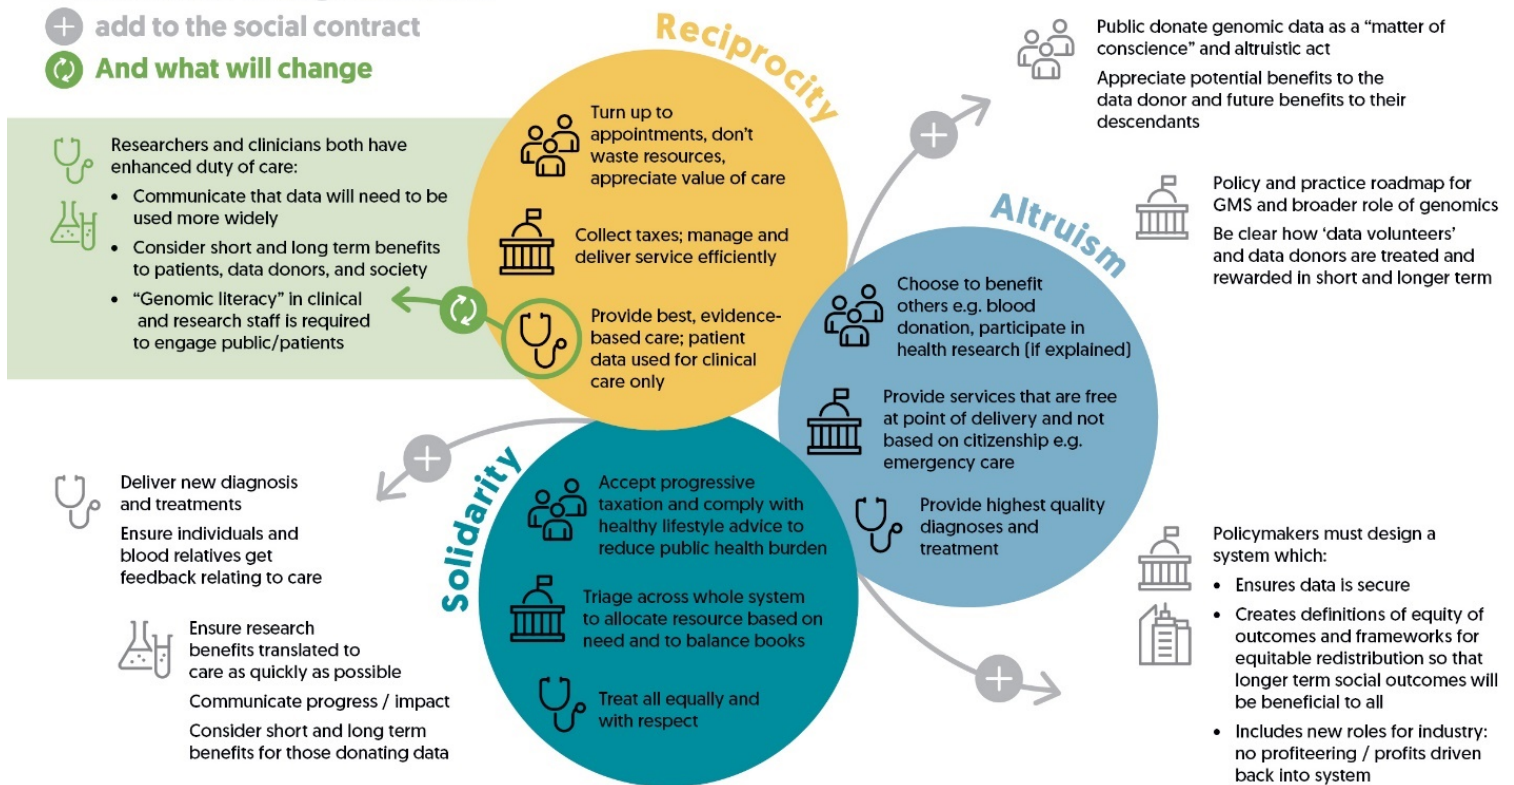 add to the social contract
And what will change
Reciprocity
Turn up to
appointments, don't
waste resources,
appreciate value of care
Collect taxes; manage and
deliver service efficiently
Provide best, evidence-
based care; patient
data used for clinical
care only
Researchers and clinicians both have
enhanced duty of care:
• Communicate that data will need to be
used more widely
• Consider short and long term benefits
to patients, data donors, and society
• “Genomic literacy” in clinical
and research staff is required
to engage public/patients
Public donate genomic data as a “matter of
conscience” and altruistic act
Appreciate potential benefits to the
data donor and future benefits to their
descendants
Policy and practice roadmap for
GMS and broader role of genomics
Be clear how ‘data volunteers’
and data donors are treated and
rewarded in short and longer term
Altruism
Choose to benefit
others e.g. blood
donation, participate in
health research (if explained)
Provide services that are free
at point of delivery and not
based on citizenship e.g.
emergency care
Provide highest quality
diagnoses and
treatment
Solidarity
Accept progressive
taxation and comply with
healthy lifestyle advice to
reduce public health burden
Triage across whole system
to allocate resource based on
need and to balance books
Treat all equally and
with respect
Deliver new diagnosis
and treatments
Ensure individuals and
blood relatives get
feedback relating to care
Ensure research
benefits translated to
care as quickly as possible
Communicate progress / impact
Consider short and long term
benefits for those donating data
Policymakers must design a
system which:
• Ensures data is secure
• Creates definitions of equity of
outcomes and frameworks for
equitable redistribution so that
longer term social outcomes will
be beneficial to all
• Includes new roles for industry:
no profiteering / profits driven
back into system